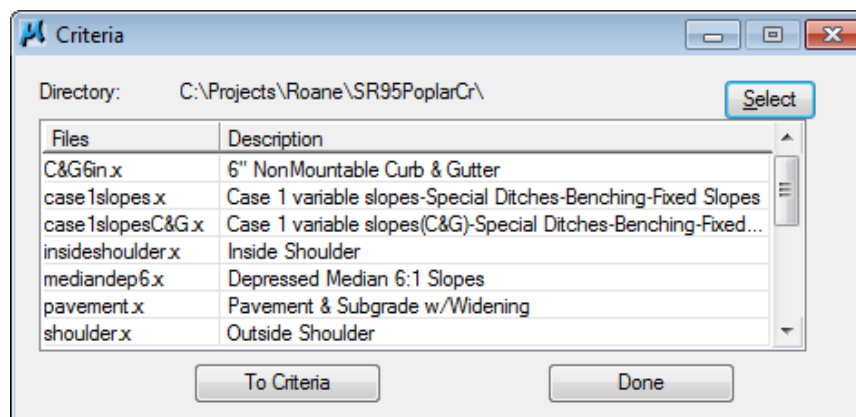 Criteria
Directory: C:\Projects\Roane\SR95PoplarCr\
Select
Files Description
C&G6in.x 6" NonMountable Curb & Gutter
case1slopes.x Case 1 variable slopes-Special Ditches-Benching-Fixed Slopes
case1slopesC&G.x Case 1 variable slopes(C&G)-Special Ditches-Benching-Fixed...
insideshoulder.x Inside Shoulder
mediandep6.x Depressed Median 6:1 Slopes
pavement.x Pavement & Subgrade w/Widening
shoulder.x Outside Shoulder
To Criteria Done